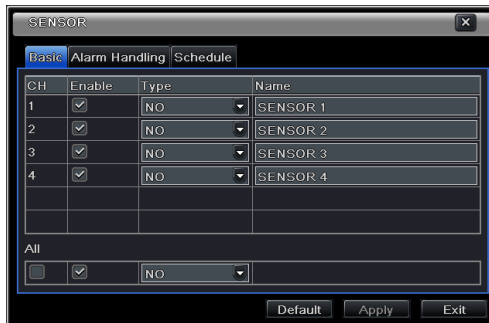 SENSOR
Basic Alarm Handling Schedule
CH Enable Type Name
1 NO SENSOR 1
2 NO SENSOR 2
3 NO SENSOR 3
4 NO SENSOR 4
All
NO
Default Apply Exit